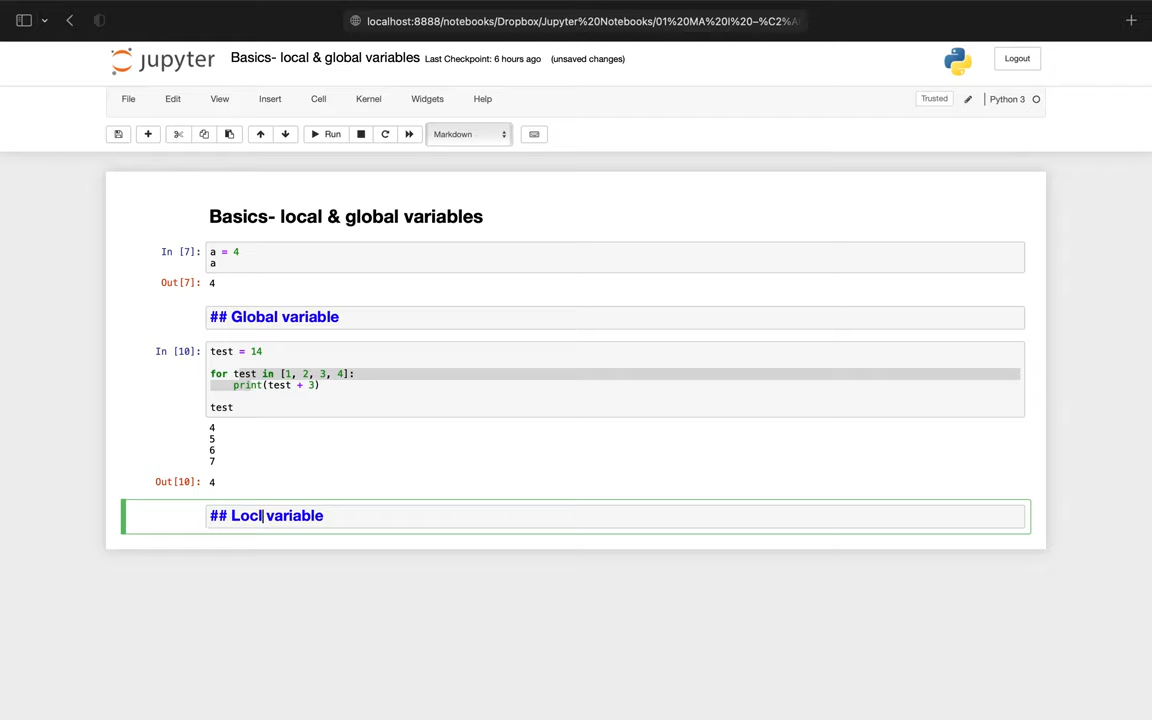 localhost:8888/notebooks/Dropbox/Jupyter%20Notebooks/01%20MA%20I%20–%C2%A
jupyter Basics- local & global variables Last Checkpoint: 6 hours ago (unsaved changes) Logout
File Edit View Insert Cell Kernel Widgets Help Trusted Python 3
Run Markdown
Basics- local & global variables
In [7]: a = 4
a
Out[7]: 4
## Global variable
In [10]: test = 14
for test in [1, 2, 3, 4]:
print(test + 3)
test
4
5
6
7
Out[10]: 4
## Locl variable